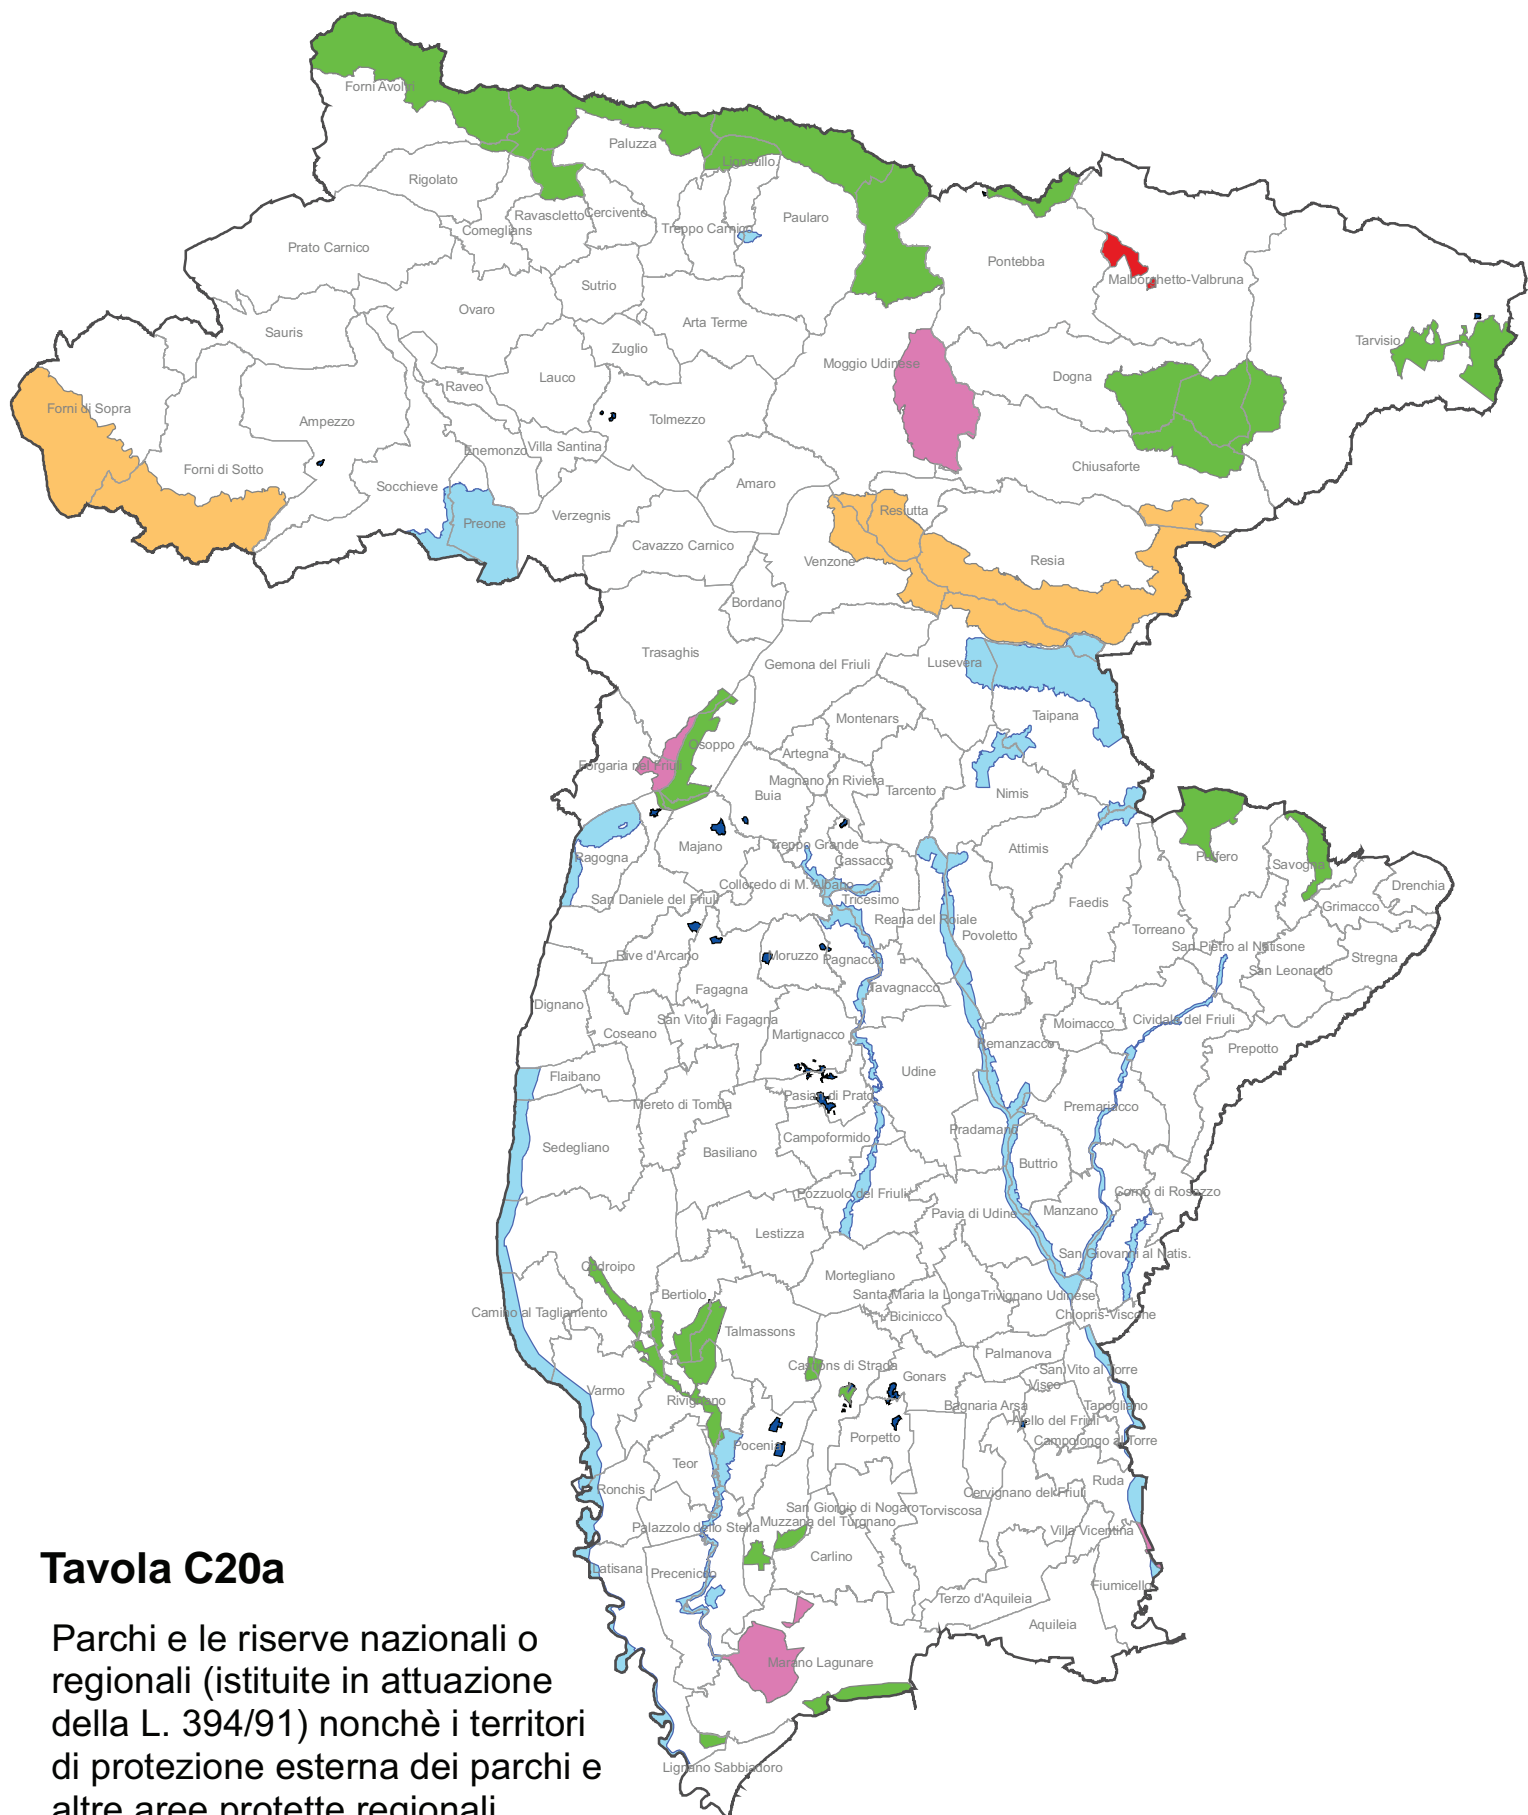 Forni Avoltri
Paluzza
Ligosullo
Rigolato
Ravascletto
Cercivento
Paularo
Treppo Carnico
Comeglians
Prato Carnico
Pontebba
Malborghetto-Valbruna
Sutrio
Ovaro
Arta Terme
Sauris
Tarvisio
Zuglio
Moggio Udinese
Dogna
Lauco
Raveo
Forni di Sopra
Ampezzo
Tolmezzo
Enemonzo
Villa Santina
Chiusaforte
Forni di Sotto
Socchieve
Amaro
Resiutta
Verzegnis
Preone
Cavazzo Carnico
Venzone
Resia
Bordano
Trasaghis
Gemona del Friuli
Lusevera
Taipana
Montenars
Osoppo
Artegna
Forgaria nel Friuli
Magnano in Riviera
Tarcento
Buia
Nimis
Treppo Grande
Majano
Attimis
Ragogna
Cassacco
Pulfero
Savogna
Colloredo di M. Albano
Drenchia
San Daniele del Friuli
Tricesimo
Faedis
Grimacco
Reana del Roiale
Torreano
Povoletto
San Pietro al Natisone
Rive d'Arcano
Moruzzo
Pagnacco
Stregna
San Leonardo
Fagagna
Tavagnacco
Dignano
San Vito di Fagagna
Cividale del Friuli
Moimacco
Coseano
Martignacco
Remanzacco
Prepotto
Udine
Flaibano
Pasian di Prato
Mereto di Tomba
Premariacco
Pradamano
Campoformido
Sedegliano
Basiliano
Buttrio
Pozzuolo del Friuli
Corno di Rosazzo
Pavia di Udine
Manzano
Lestizza
San Giovanni al Natis.
Codroipo
Mortegliano
Bertiolo
Santa Maria la Longa
Trivignano Udinese
Camino al Tagliamento
Bicinicco
Chiopris-Viscone
Talmassons
Palmanova
Castions di Strada
San Vito al Torre
Gonars
Visco
Varmo
Rivignano
Bagnaria Arsa
Tapogliano
Aiello del Friuli
Pocenia
Porpetto
Campolongo al Torre
Teor
Ruda
Ronchis
Cervignano del Friuli
San Giorgio di Nogaro
Torviscosa
Muzzana del Turgnano
Palazzolo dello Stella
Villa Vicentina
Carlino
Latisana
Precenicco
Fiumicello
Terzo d'Aquileia
Aquileia
Marano Lagunare
Lignano Sabbiadoro
Tavola C20a
Parchi e le riserve nazionali o
regionali (istituite in attuazione
della L. 394/91) nonchè i territori
di protezione esterna dei parchi e
altre aree protette regionali